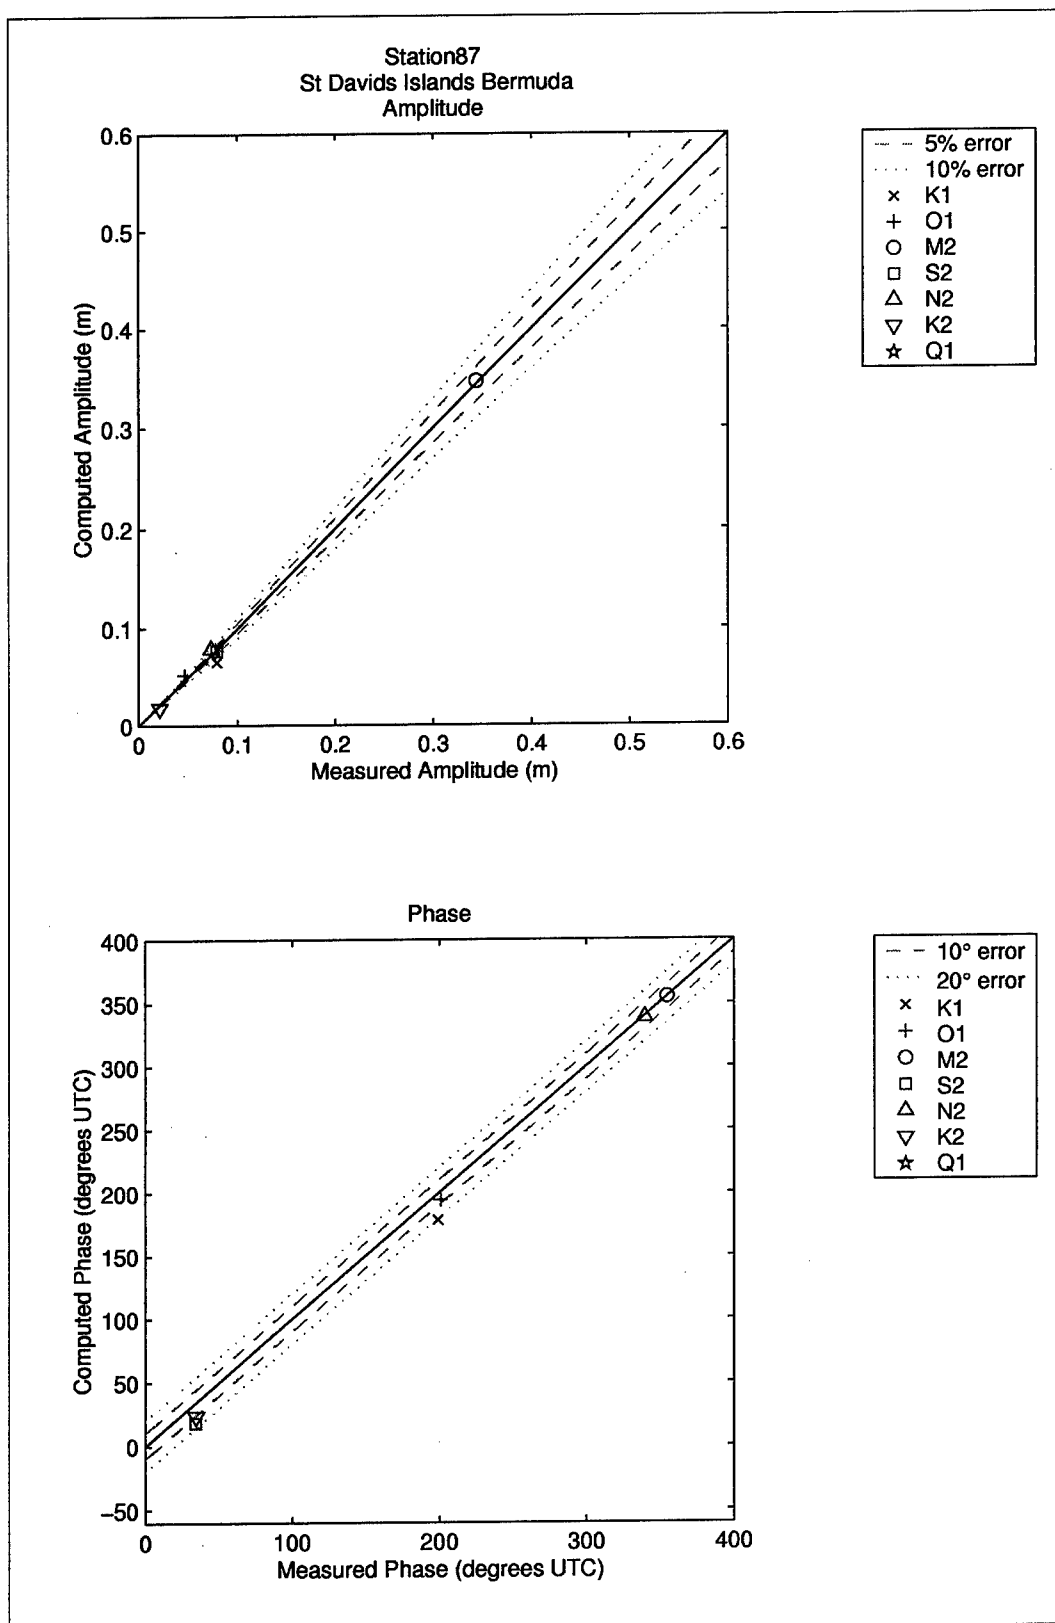 Station87
St Davids Islands Bermuda
Amplitude
0.6
0.5
0.4
0.3
0.2
0.1
0
Computed Amplitude (m)
0 0.1 0.2 0.3 0.4 0.5 0.6
Measured Amplitude (m)
5% error
10% error
K1
O1
M2
S2
N2
K2
Q1
Phase
400
350
300
250
200
150
100
50
0
−50
Computed Phase (degrees UTC)
0 100 200 300 400
Measured Phase (degrees UTC)
10° error
20° error
K1
O1
M2
S2
N2
K2
Q1